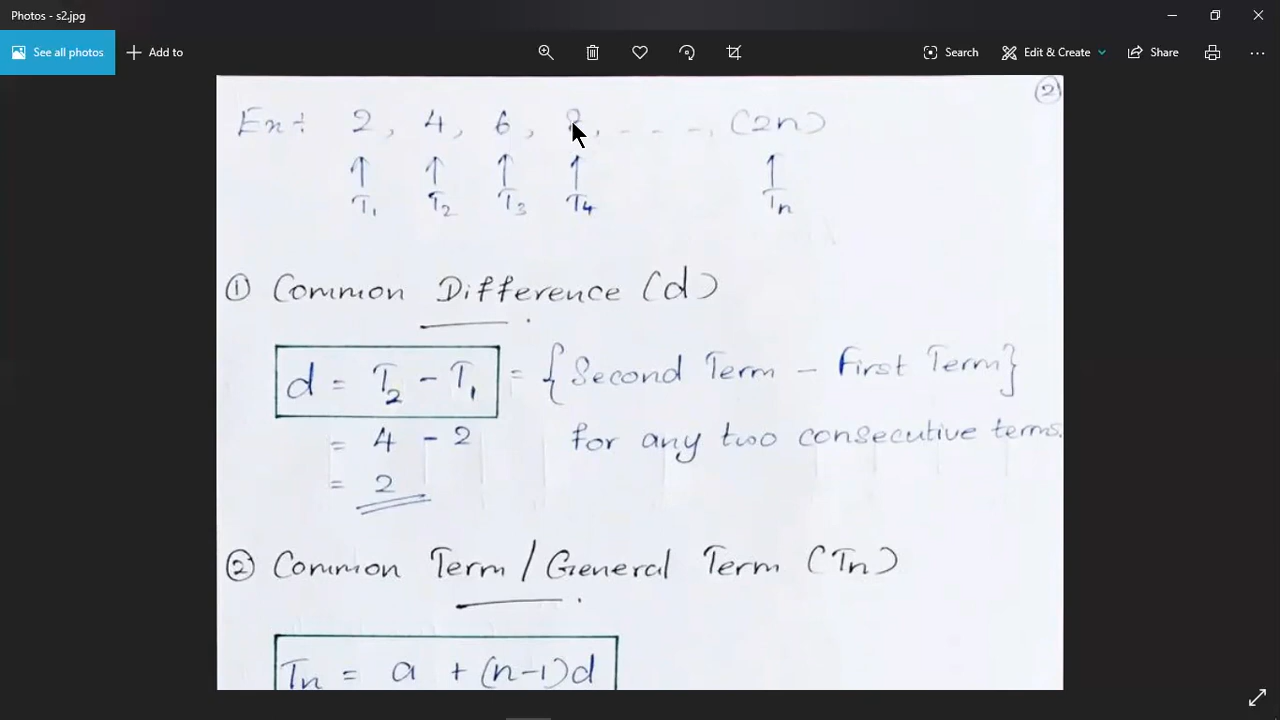 Photos - s2.jpg
See all photos
Add to
Search
Edit & Create
Share
2
Ex: 2, 4, 6, 8, - - - -, (2n)
↑ ↑ ↑ ↑ ↑
T₁ T₂ T₃ T₄ Tn
① Common Difference (d)
d = T₂ - T₁ = {Second Term - First Term}
= 4 - 2 for any two consecutive terms.
= 2
② Common Term / General Term (Tn)
Tn = a + (n-1)d